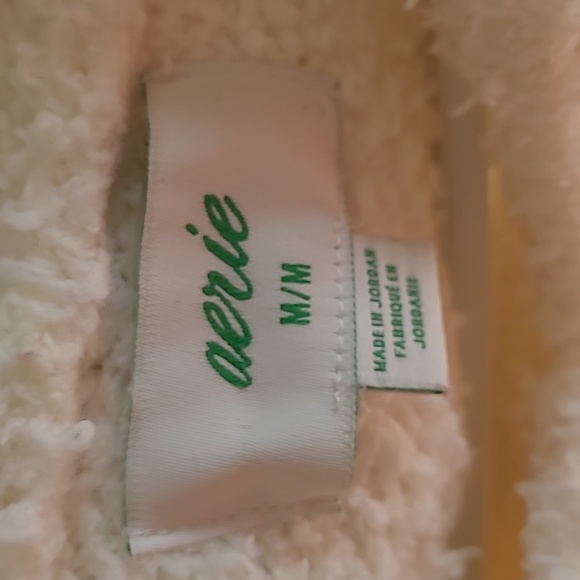 aerie
M/M
MADE IN JORDAN
FABRIQUÉ EN
JORDANIE